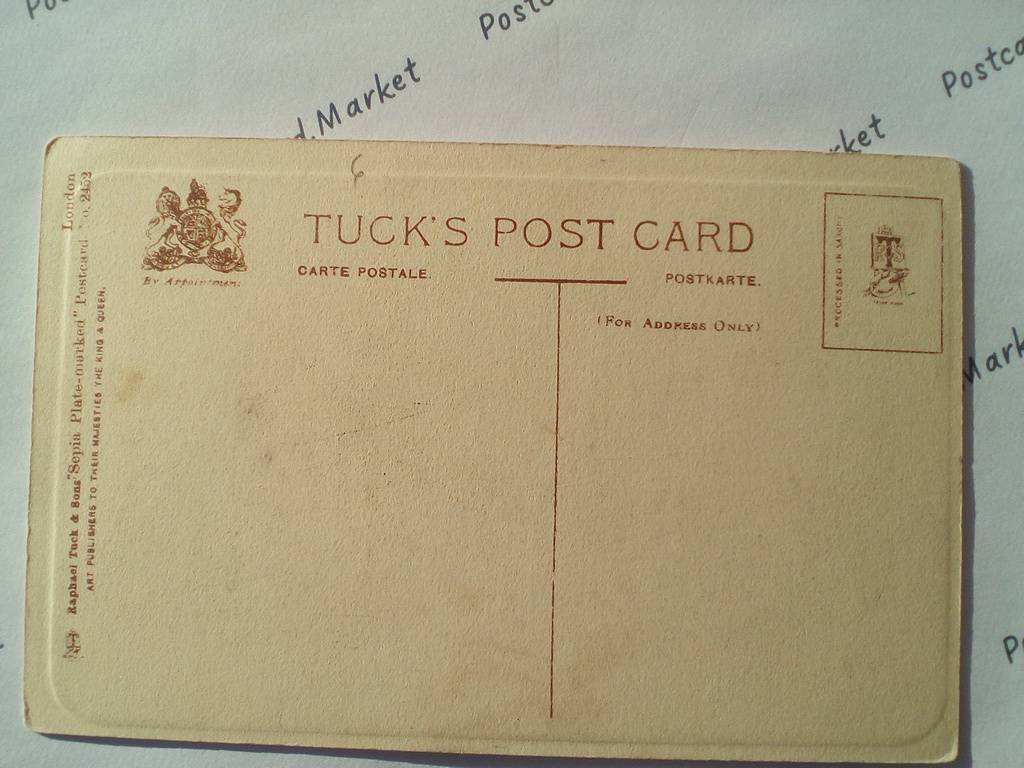 Postc
d.Market
Postca
rket
Mark
P
6
TUCK'S POST CARD
CARTE POSTALE.
POSTKARTE.
By Appointment
(FOR ADDRESS ONLY)
PROCESSED IN SAXONY
Raphael Tuck & Sons' "Sepia Plate-marked" Postcard No. 2452 London
ART PUBLISHERS TO THEIR MAJESTIES THE KING & QUEEN.